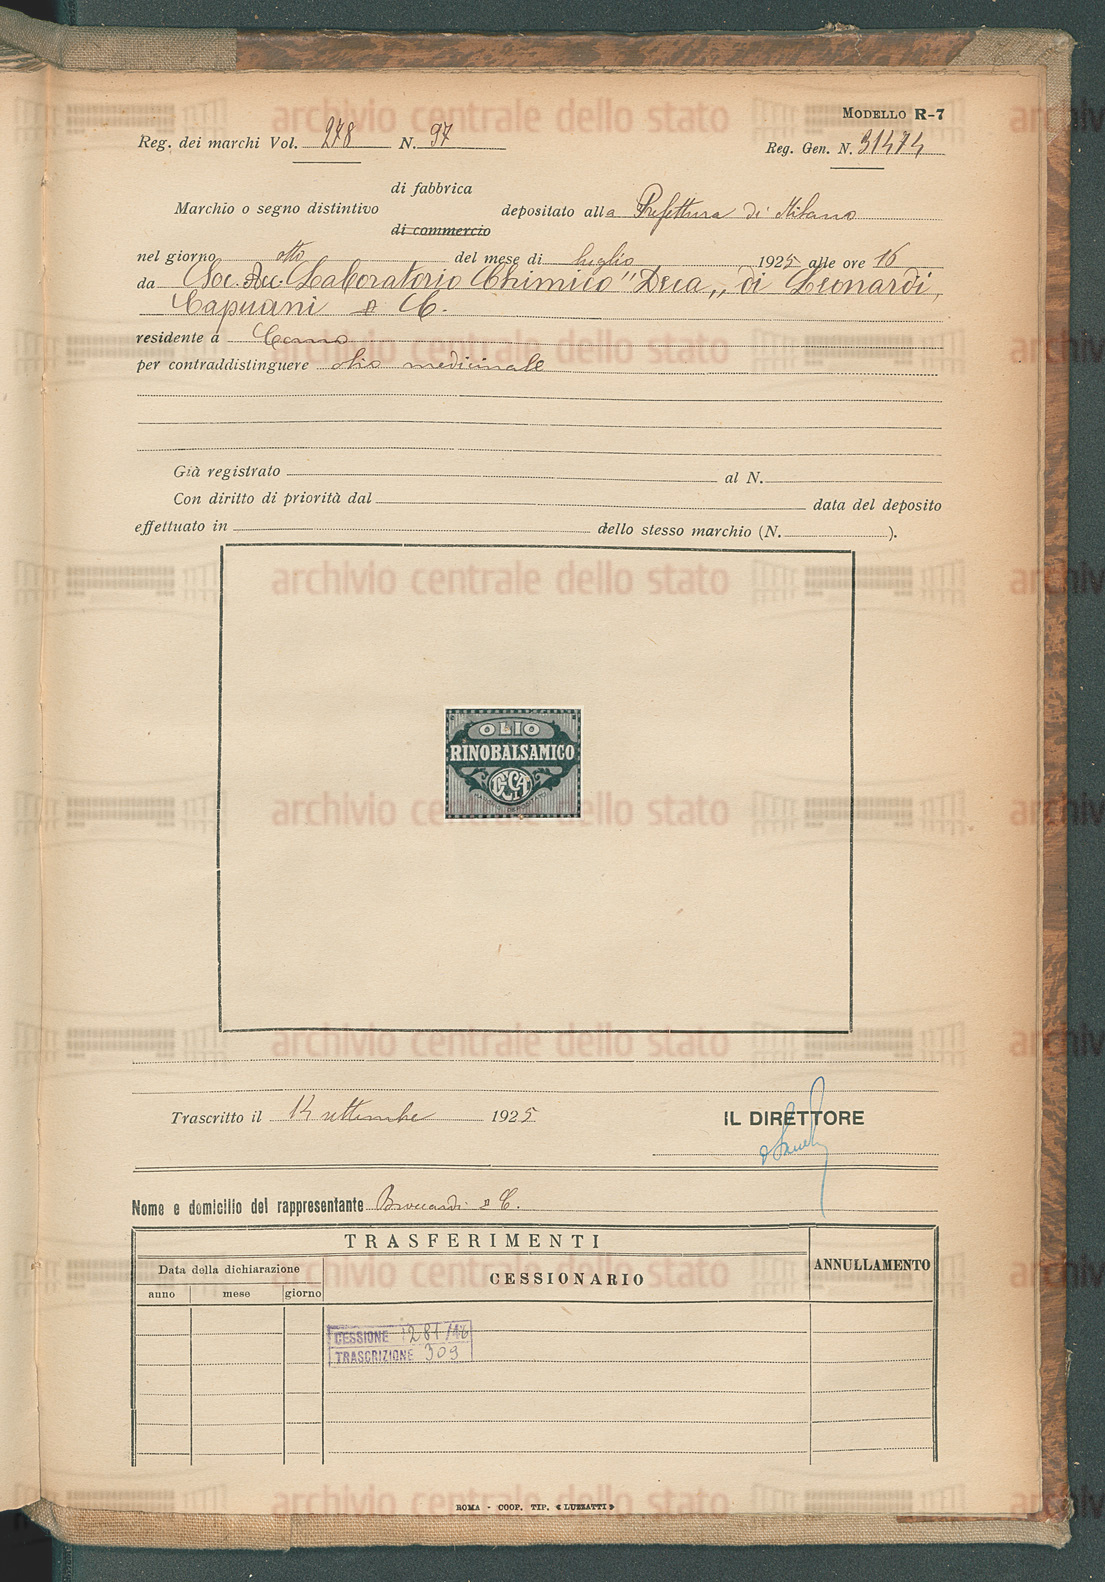 MODELLO R-7
Reg. dei marchi Vol. 278 N. 97
Reg. Gen. N. 31474
di fabbrica
Marchio o segno distintivo depositato alla Prefettura di Milano
di commercio
nel giorno otto del mese di luglio 1925 alle ore 16
da Soc. Acc. Laboratorio Chimico "Deca„ di Leonardi,
Capuani & C.
residente a Como
per contraddistinguere olio medicinale
Già registrato al N.
Con diritto di priorità dal data del deposito
effettuato in dello stesso marchio (N. ).
OLIO
RINOBALSAMICO
DECA
Trascritto il 14 settembre 1925
IL DIRETTORE
Nome e domicilio del rappresentante & C.
TRASFERIMENTI
Data della dichiarazione
CESSIONARIO
ANNULLAMENTO
anno mese giorno
CESSIONE 1281/46
TRASCRIZIONE 309
ROMA - COOP. TIP. « LUZZATTI »
archivio centrale dello stato